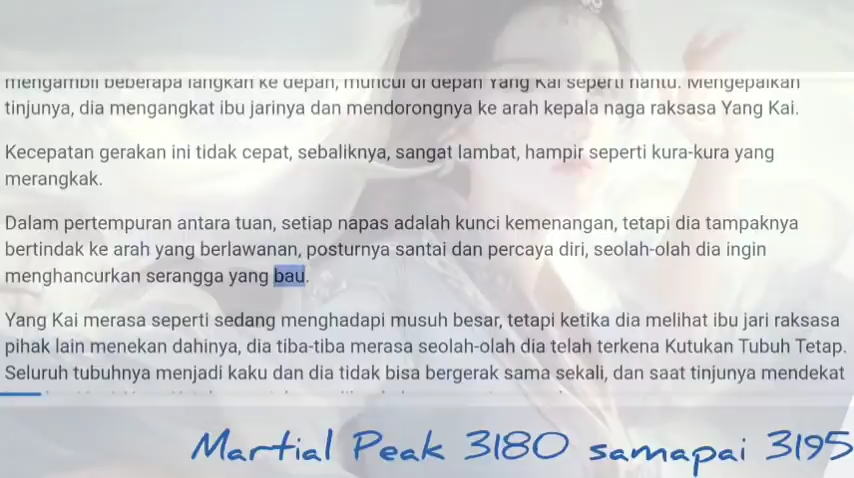 mengambil beberapa langkah ke depan, muncul di depan Yang Kai seperti hantu. Mengepalkan
tinjunya, dia mengangkat ibu jarinya dan mendorongnya ke arah kepala naga raksasa Yang Kai.
Kecepatan gerakan ini tidak cepat, sebaliknya, sangat lambat, hampir seperti kura-kura yang
merangkak.
Dalam pertempuran antara tuan, setiap napas adalah kunci kemenangan, tetapi dia tampaknya
bertindak ke arah yang berlawanan, posturnya santai dan percaya diri, seolah-olah dia ingin
menghancurkan serangga yang bau.
Yang Kai merasa seperti sedang menghadapi musuh besar, tetapi ketika dia melihat ibu jari raksasa
pihak lain menekan dahinya, dia tiba-tiba merasa seolah-olah dia telah terkena Kutukan Tubuh Tetap.
Seluruh tubuhnya menjadi kaku dan dia tidak bisa bergerak sama sekali, dan saat tinjunya mendekat
Martial Peak 3180 samapai 3195